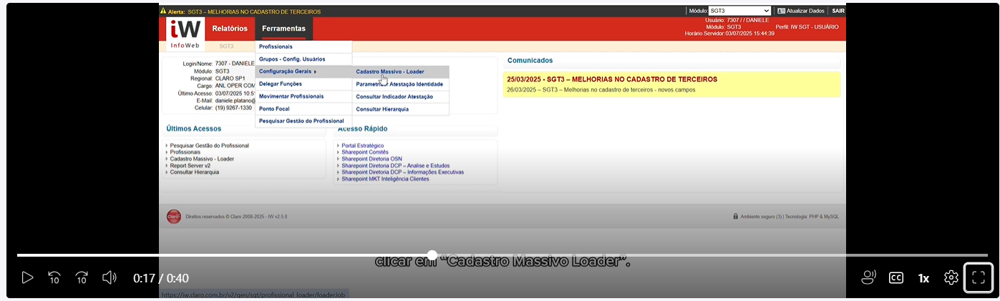 Alerta: SGT3 – MELHORIAS NO CADASTRO DE TERCEIROS
Módulo: SGT3
Atualizar Dados
SAIR
iW
InfoWeb
Relatórios
Ferramentas
Usuário: 7307 / / DANIELE
Módulo: SGT3
Perfil: IW SGT - USUÁRIO
Horário Servidor: 03/07/2025 15:44:39
SGT3
Profissionais
Grupos - Config. Usuários
Configuração Gerais
Delegar Funções
Movimentar Profissionais
Ponto Focal
Pesquisar Gestão do Profissional
Cadastro Massivo - Loader
Parametrizar Atestação Identidade
Consultar Indicador Atestação
Consultar Hierarquia
Login/Nome: 7307 - DANIELE
Módulo: SGT3
Regional: CLARO SP1
Cargo: ANL OPER COM
Último Acesso: 03/07/2025 10:5
E-Mail: daniele.platano@
Celular: (19) 9267-1330
Comunicados
25/03/2025 - SGT3 – MELHORIAS NO CADASTRO DE TERCEIROS
26/03/2025 – SGT3 – Melhorias no cadastro de terceiros - novos campos
Últimos Acessos
Pesquisar Gestão do Profissional
Profissionais
Cadastro Massivo - Loader
Report Server v2
Consultar Hierarquia
Acesso Rápido
Portal Estratégico
Sharepoint Comitês
Sharepoint Diretoria OSN
Sharepoint Diretoria DCP – Analise e Estudos
Sharepoint Diretoria DCP – Informações Executivas
Sharepoint MKT Inteligência Clientes
Claro
Direitos reservados © Claro 2008-2025 - IW v2.5.0
Ambiente seguro (3) | Tecnologia: PHP & MySQL
clicar em “Cadastro Massivo Loader”.
10
10
0:17 / 0:40
CC
1x
https://iw.claro.com.br/v2/gen/sgt/profissional_loader/loaderJob